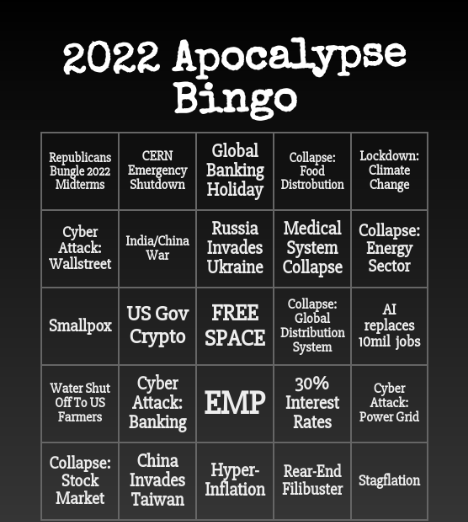 2022 Apocalypse
Bingo
Republicans
Bungle 2022
Midterms
CERN
Emergency
Shutdown
Global
Banking
Holiday
Collapse:
Food
Distrobution
Lockdown:
Climate
Change
Cyber
Attack:
Wallstreet
India/China
War
Russia
Invades
Ukraine
Medical
System
Collapse
Collapse:
Energy
Sector
Smallpox
US Gov
Crypto
FREE
SPACE
Collapse:
Global
Distribution
System
AI
replaces
10mil jobs
Water Shut
Off To US
Farmers
Cyber
Attack:
Banking
EMP
30%
Interest
Rates
Cyber
Attack:
Power Grid
Collapse:
Stock
Market
China
Invades
Taiwan
Hyper-
Inflation
Rear-End
Filibuster
Stagflation